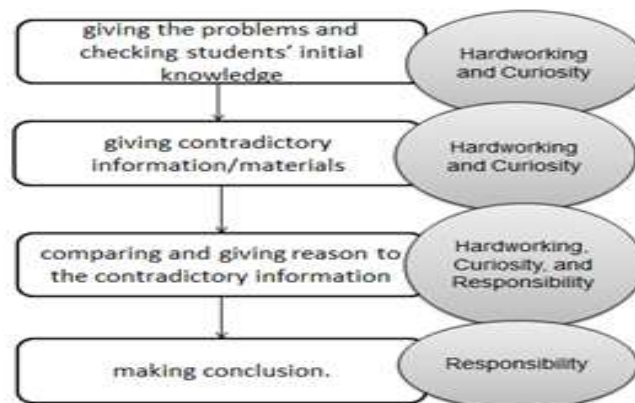 giving the problems and
checking students' initial
knowledge
Hardworking
and Curiosity
giving contradictory
information/materials
Hardworking
and Curiosity
comparing and giving reason to
the contradictory information
Hardworking,
Curiosity, and
Responsibility
making conclusion.
Responsibility